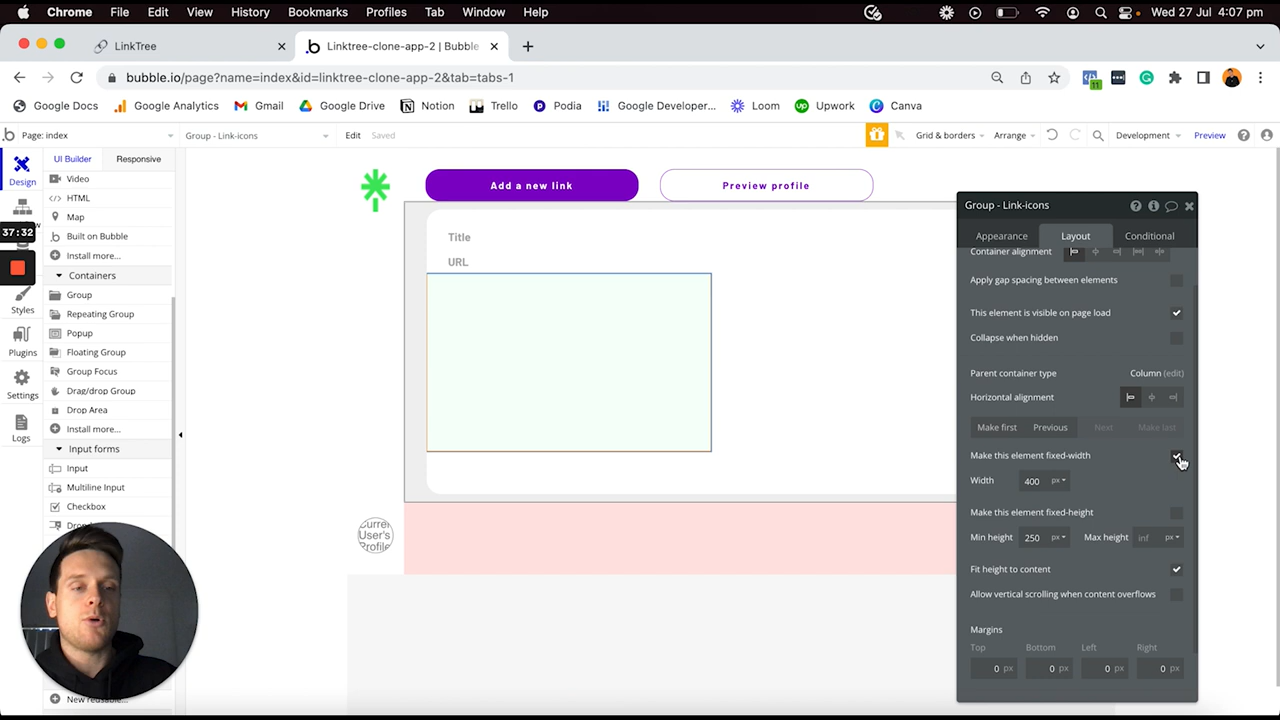 Chrome File Edit View History Bookmarks Profiles Tab Window Help Wed 27 Jul 4:07 pm
LinkTree Linktree-clone-app-2 | Bubble
bubble.io/page?name=index&id=linktree-clone-app-2&tab=tabs-1
11
Google Docs Google Analytics Gmail Google Drive Notion Trello Podia Google Developer... Loom Upwork Canva
Page: index Group - Link-icons Edit Saved Grid & borders Arrange Development Preview
UI Builder Responsive
Design
37:32
Styles
Plugins
Settings
Logs
Video
HTML
Map
Built on Bubble
Install more...
Containers
Group
Repeating Group
Popup
Floating Group
Group Focus
Drag/drop Group
Drop Area
Install more...
Input forms
Input
Multiline Input
Checkbox
New reusable...
Add a new link
Preview profile
Title
URL
Current
User's
Profile
Group - Link-icons
Appearance Layout Conditional
Container alignment
Apply gap spacing between elements
This element is visible on page load
Collapse when hidden
Parent container type Column (edit)
Horizontal alignment
Make first Previous Next Make last
Make this element fixed-width
Width 400 px
Make this element fixed-height
Min height 250 px Max height inf px
Fit height to content
Allow vertical scrolling when content overflows
Margins
Top Bottom Left Right
0 px 0 px 0 px 0 px